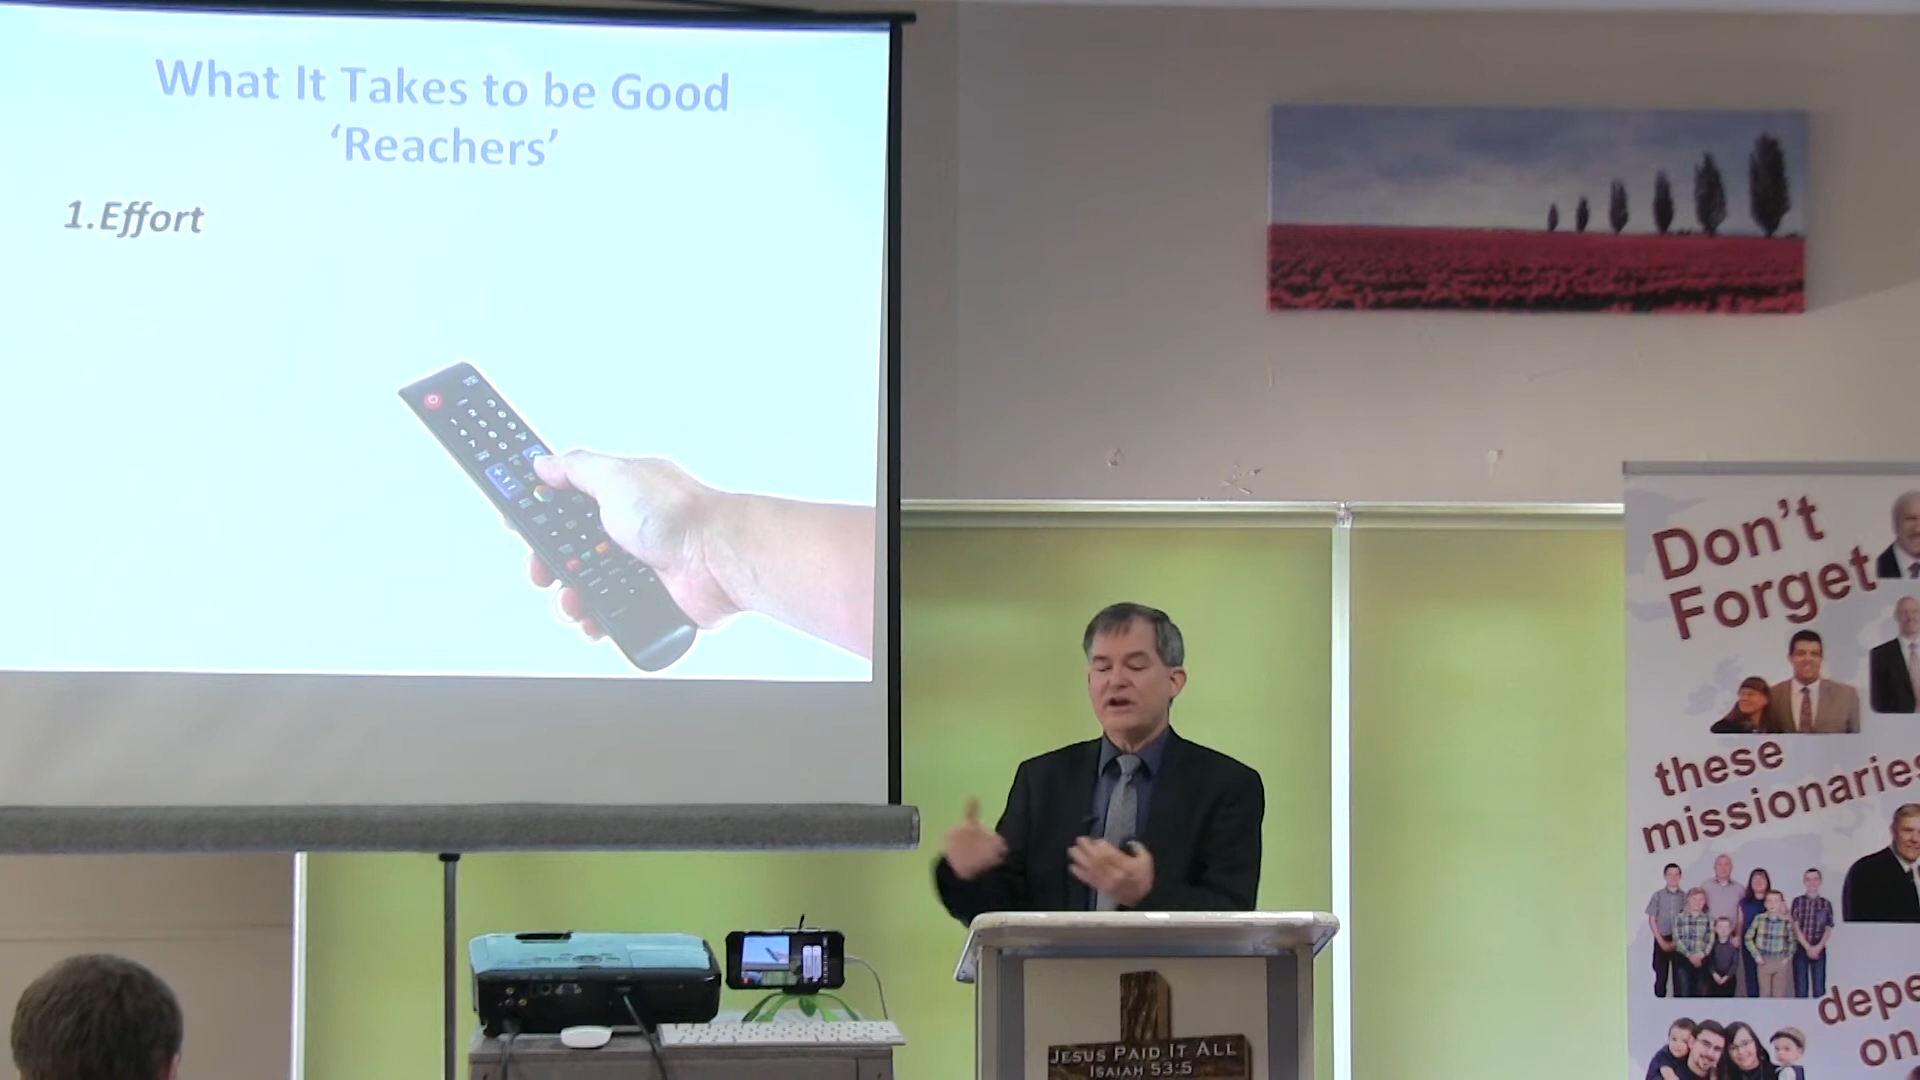 What It Takes to be Good
‘Reachers’
1.Effort
Don't
Forget
these
missionaries
depe
on
JESUS PAID IT ALL
ISAIAH 53:5